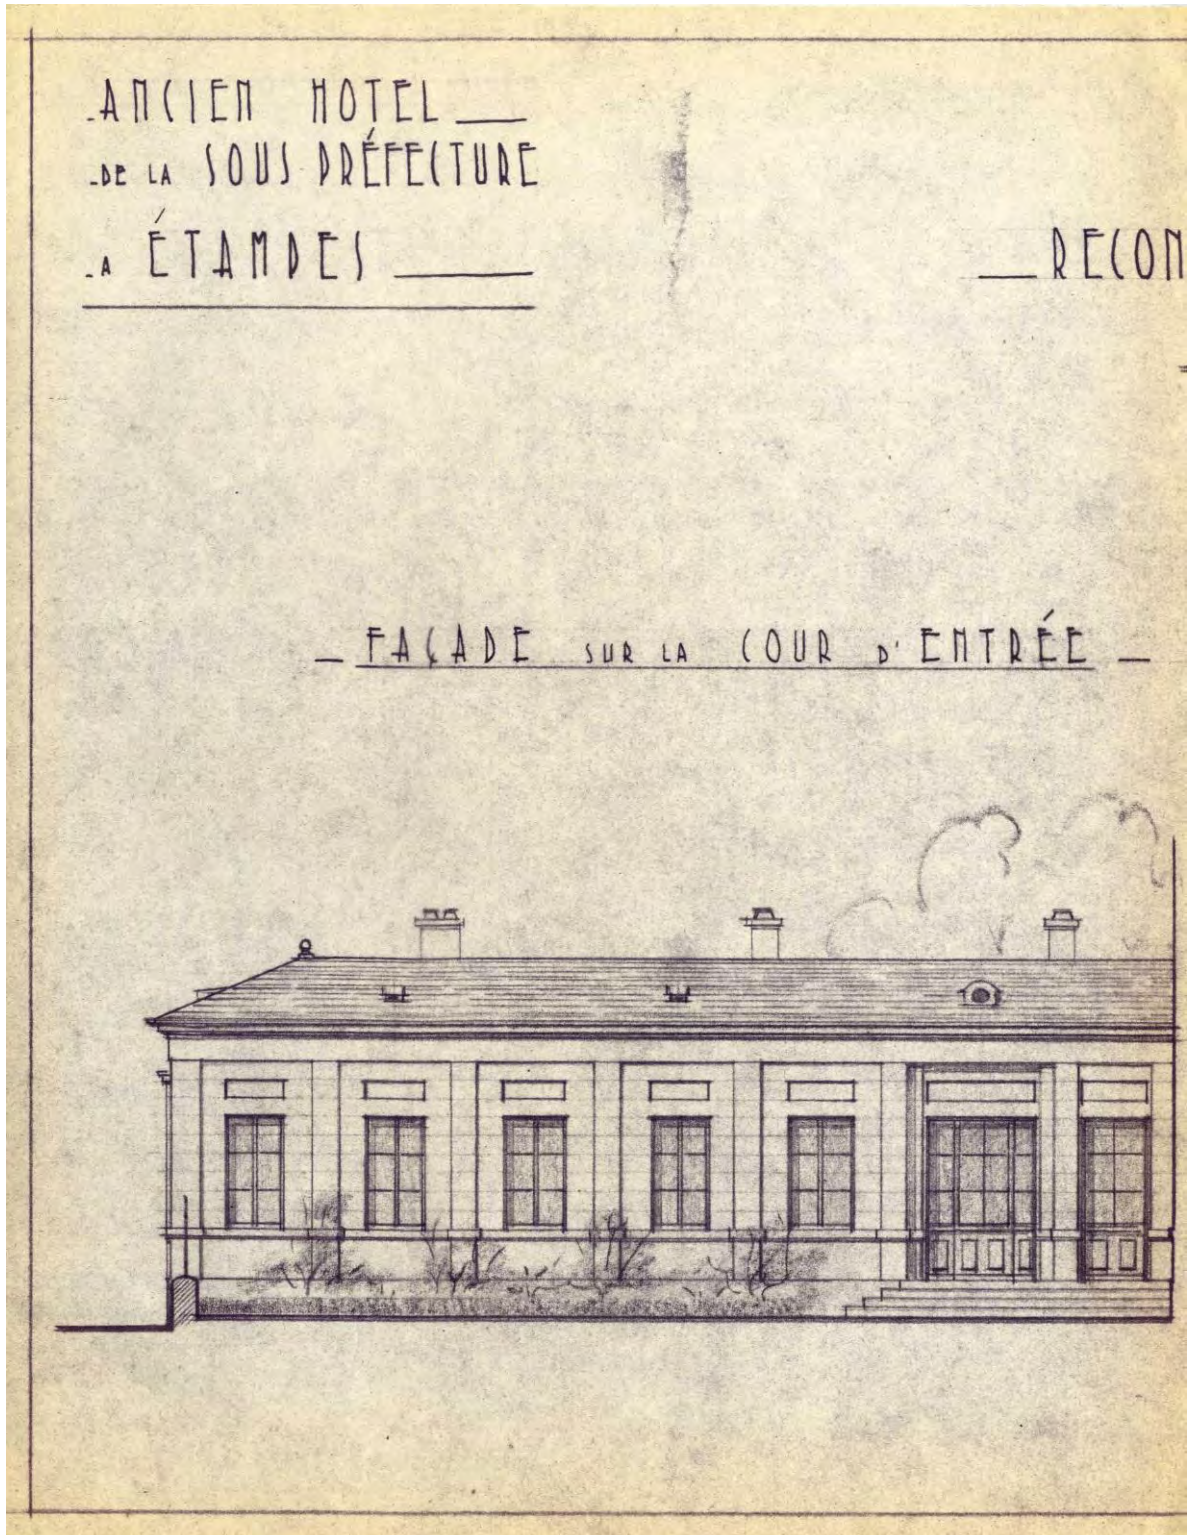 ANCIEN HOTEL
DE LA SOUS PRÉFECTURE
A ÉTAMPES
RECON
FAÇADE SUR LA COUR D'ENTRÉE